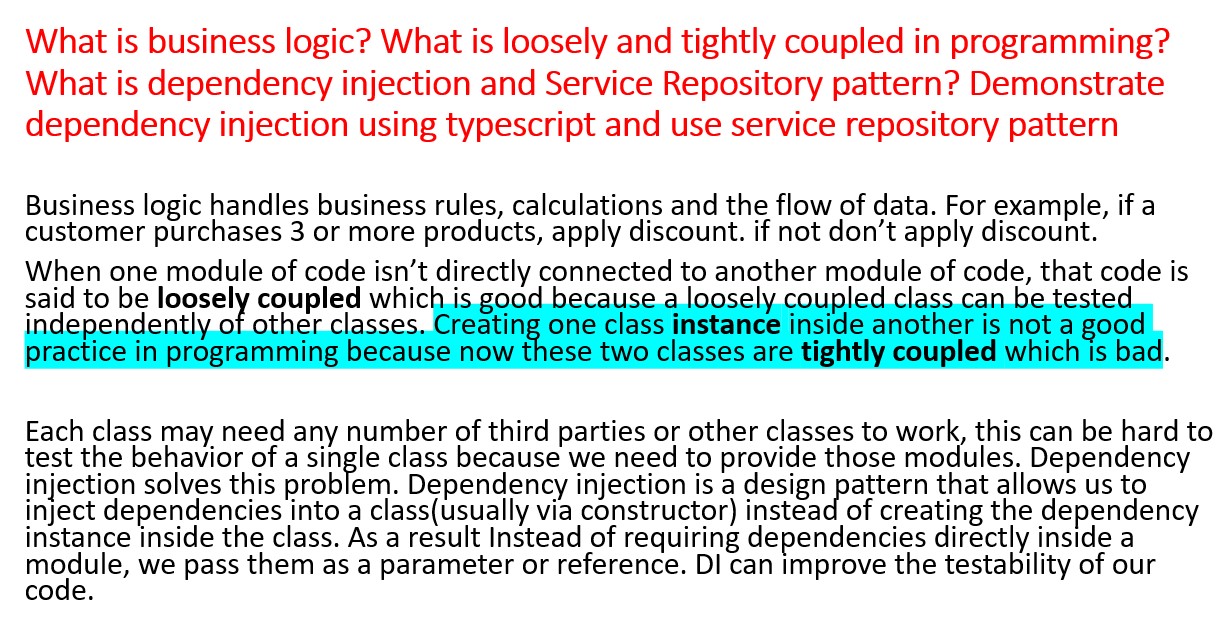 What is business logic? What is loosely and tightly coupled in programming?
What is dependency injection and Service Repository pattern? Demonstrate
dependency injection using typescript and use service repository pattern
Business logic handles business rules, calculations and the flow of data. For example, if a
customer purchases 3 or more products, apply discount. if not don’t apply discount.
When one module of code isn’t directly connected to another module of code, that code is
said to be loosely coupled which is good because a loosely coupled class can be tested
independently of other classes. Creating one class instance inside another is not a good
practice in programming because now these two classes are tightly coupled which is bad.
Each class may need any number of third parties or other classes to work, this can be hard to
test the behavior of a single class because we need to provide those modules. Dependency
injection solves this problem. Dependency injection is a design pattern that allows us to
inject dependencies into a class(usually via constructor) instead of creating the dependency
instance inside the class. As a result Instead of requiring dependencies directly inside a
module, we pass them as a parameter or reference. DI can improve the testability of our
code.